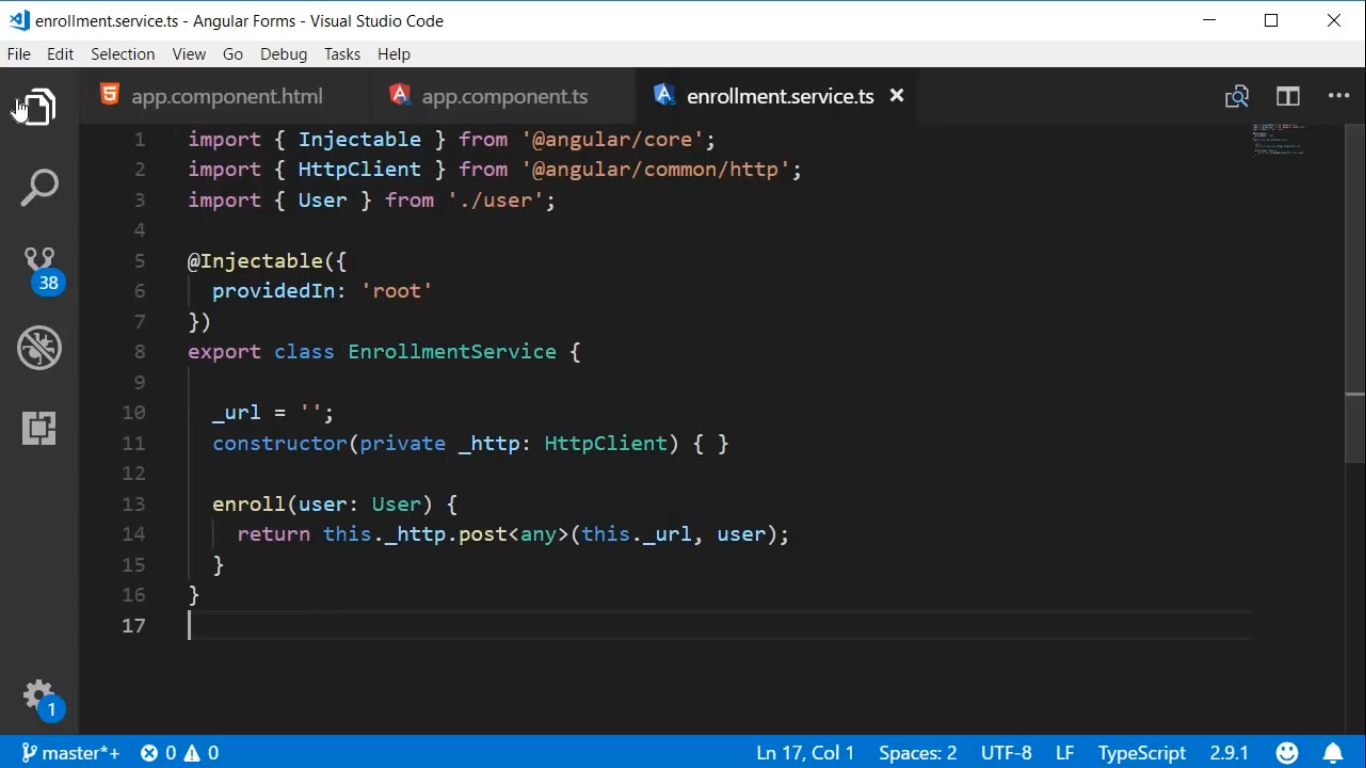 enrollment.service.ts - Angular Forms - Visual Studio Code
File Edit Selection View Go Debug Tasks Help
app.component.html app.component.ts enrollment.service.ts
1 import { Injectable } from '@angular/core';
2 import { HttpClient } from '@angular/common/http';
3 import { User } from './user';
4
5 @Injectable({
6 providedIn: 'root'
7 })
8 export class EnrollmentService {
9
10 _url = '';
11 constructor(private _http: HttpClient) { }
12
13 enroll(user: User) {
14 return this._http.post<any>(this._url, user);
15 }
16 }
17
38
1
master*+ 0 0 Ln 17, Col 1 Spaces: 2 UTF-8 LF TypeScript 2.9.1